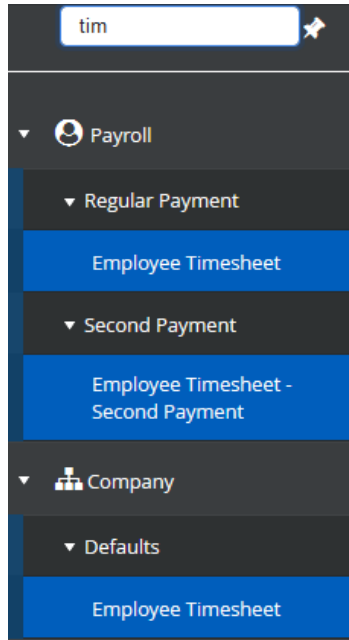 tim
Payroll
Regular Payment
Employee Timesheet
Second Payment
Employee Timesheet -
Second Payment
Company
Defaults
Employee Timesheet